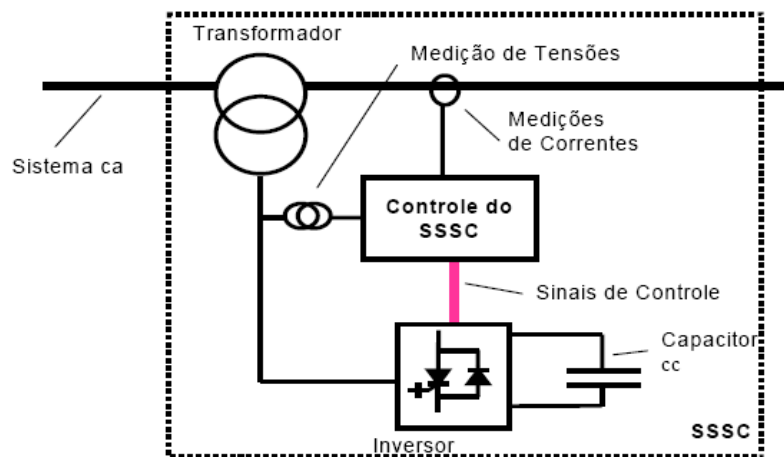 Transformador
Medição de Tensões
Medições
de Correntes
Sistema ca
Controle do
SSSC
Sinais de Controle
Capacitor
cc
Inversor
SSSC